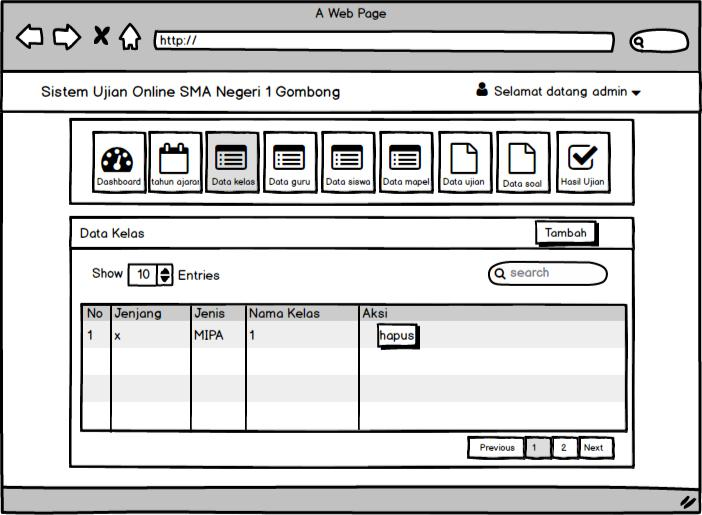 A Web Page
http://
Sistem Ujian Online SMA Negeri 1 Gombong
Selamat datang admin
Dashboard
tahun ajaran
Data kelas
Data guru
Data siswa
Data mapel
Data ujian
Data soal
Hasil Ujian
Data Kelas
Tambah
Show 10 Entries
search
No Jenjang Jenis Nama Kelas Aksi
1 x MIPA 1 hapus
Previous 1 2 Next